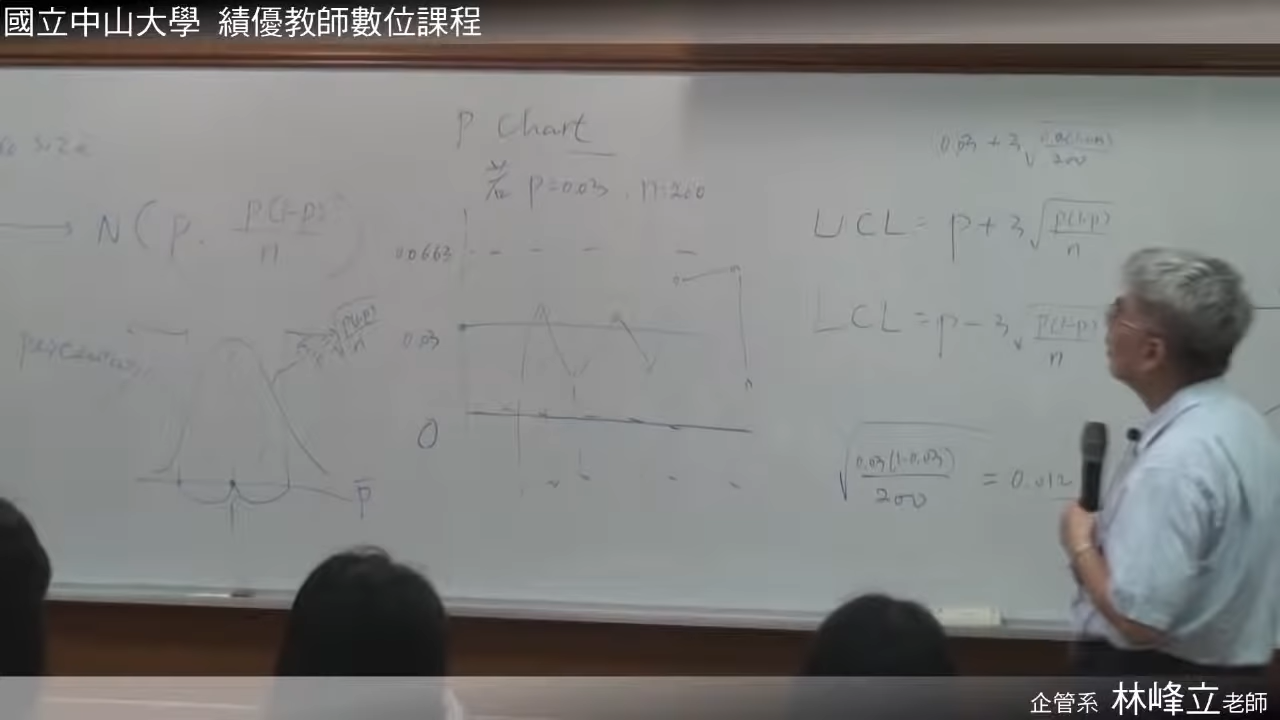 國立中山大學 績優教師數位課程
size
N(p, p(1-p)/n)
√p(1-p)/n
p̄
P Chart
若 p=0.03, n=200
0.0663
0.03
0
0.03+3√0.03(1-0.03)/200
UCL=p+3√p(1-p)/n
LCL=p-3√p(1-p)/n
√0.03(1-0.03)/200 = 0.012
企管系 林峰立老師